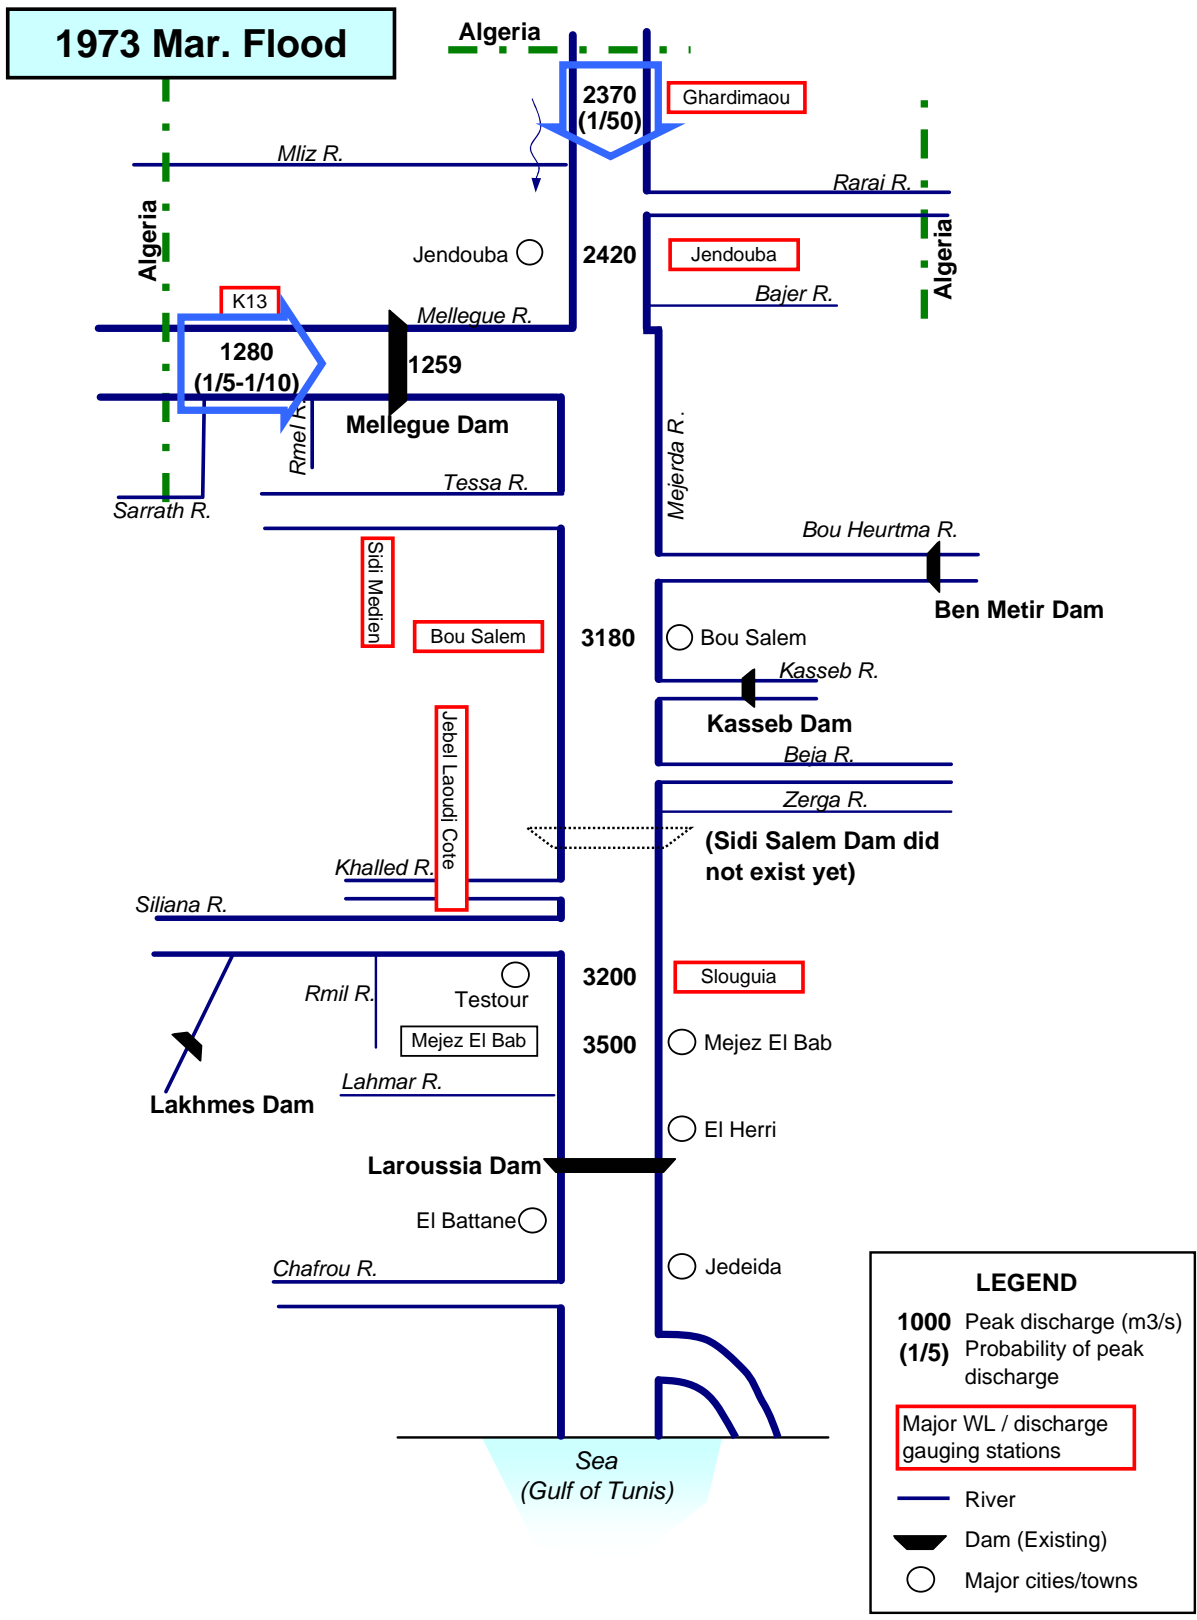 1973 Mar. Flood
Algeria
2370
(1/50)
Ghardimaou
Mliz R.
Rarai R.
Algeria
Algeria
Jendouba
2420
Jendouba
K13
Mellegue R.
Bajer R.
1280
(1/5-1/10)
1259
Mellegue Dam
Rmel R.
Mejerda R.
Tessa R.
Sarrath R.
Bou Heurtma R.
Sidi Medien
Ben Metir Dam
Bou Salem
3180
Bou Salem
Kasseb R.
Kasseb Dam
Jebel Laoudi Cote
Beja R.
Zerga R.
(Sidi Salem Dam did
not exist yet)
Khalled R.
Siliana R.
3200
Slouguia
Rmil R.
Testour
Mejez El Bab
3500
Mejez El Bab
Lahmar R.
Lakhmes Dam
El Herri
Laroussia Dam
El Battane
Chafrou R.
Jedeida
LEGEND
1000 Peak discharge (m3/s)
(1/5) Probability of peak
discharge
Major WL / discharge
gauging stations
River
Dam (Existing)
Major cities/towns
Sea
(Gulf of Tunis)